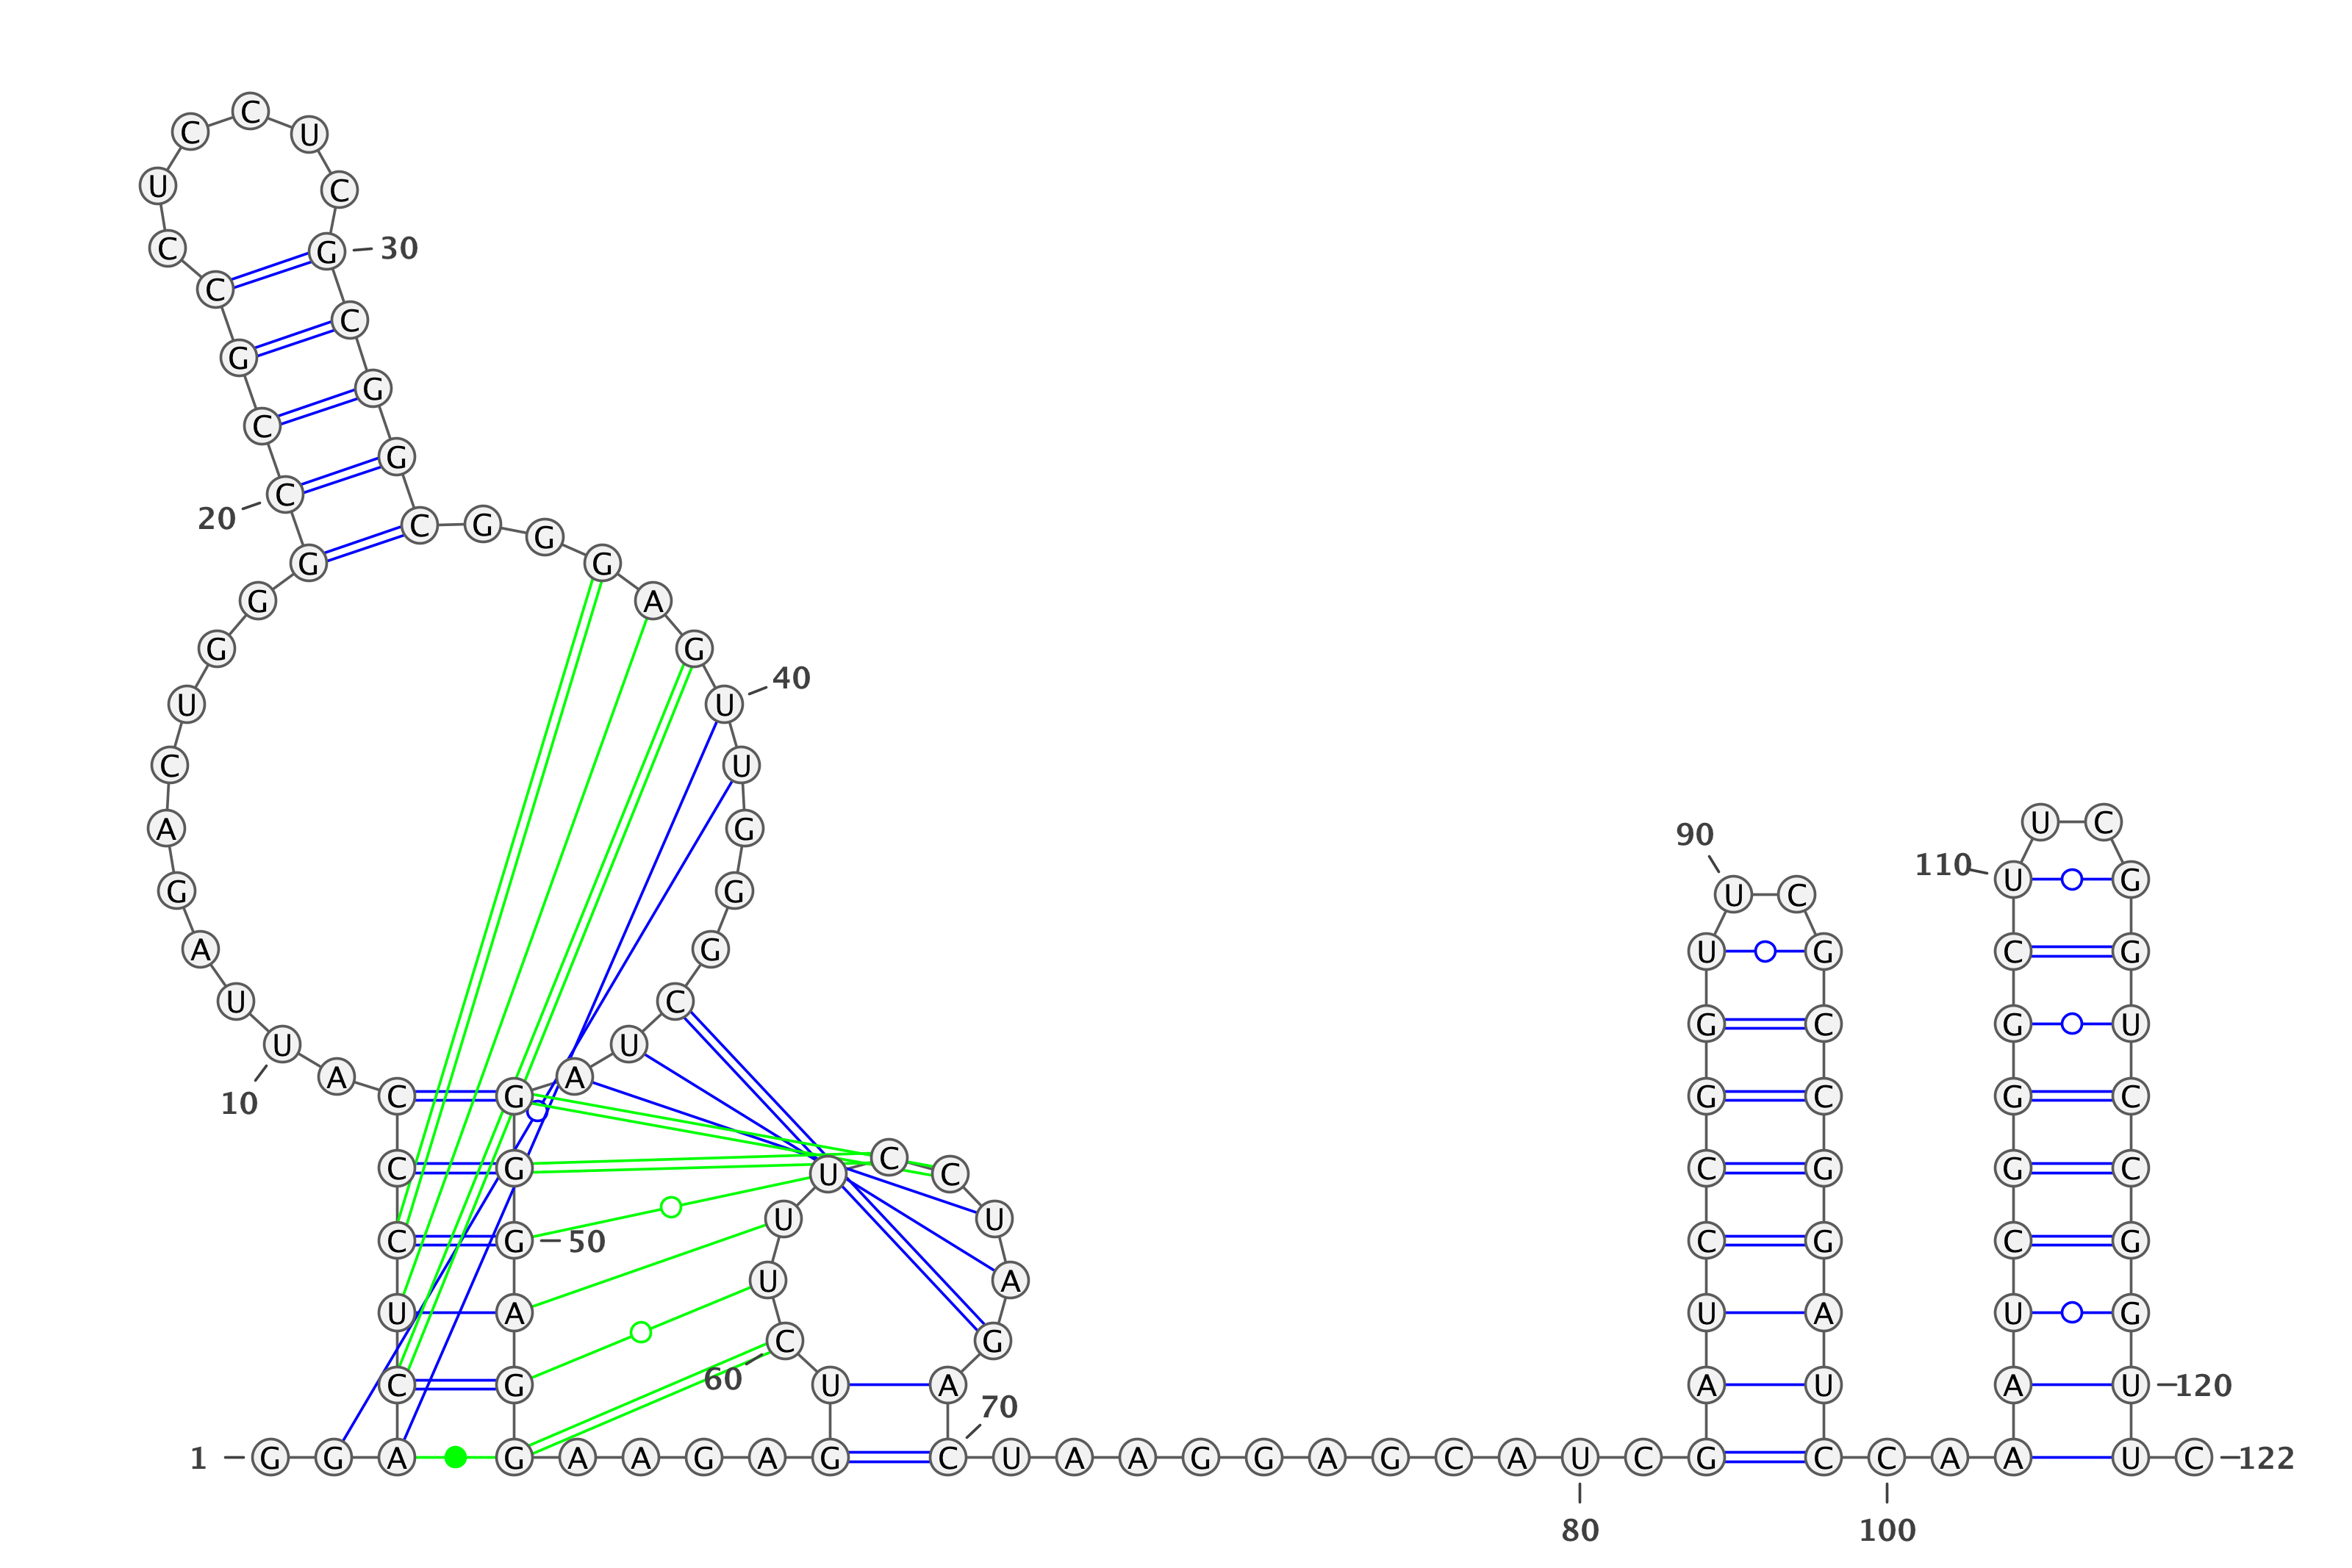 C
C U
U C
C G 30
C
C
G
G
C
G
C
20 C G
G
G G
G A
G G
40
U U
C U
U C
A G
90
110 U G
G G U C
A G U G C G
U C
G C G U
U U
A A
C G G C G C
10
C
C G U C G C G C
U U
C G 50 C G C G
U A
U A U A U G
C G
60
C G U A A U A U 120
70
1 G G A G A A G A G C U A A G G A G C A U C G C C A A U C 122
80 100